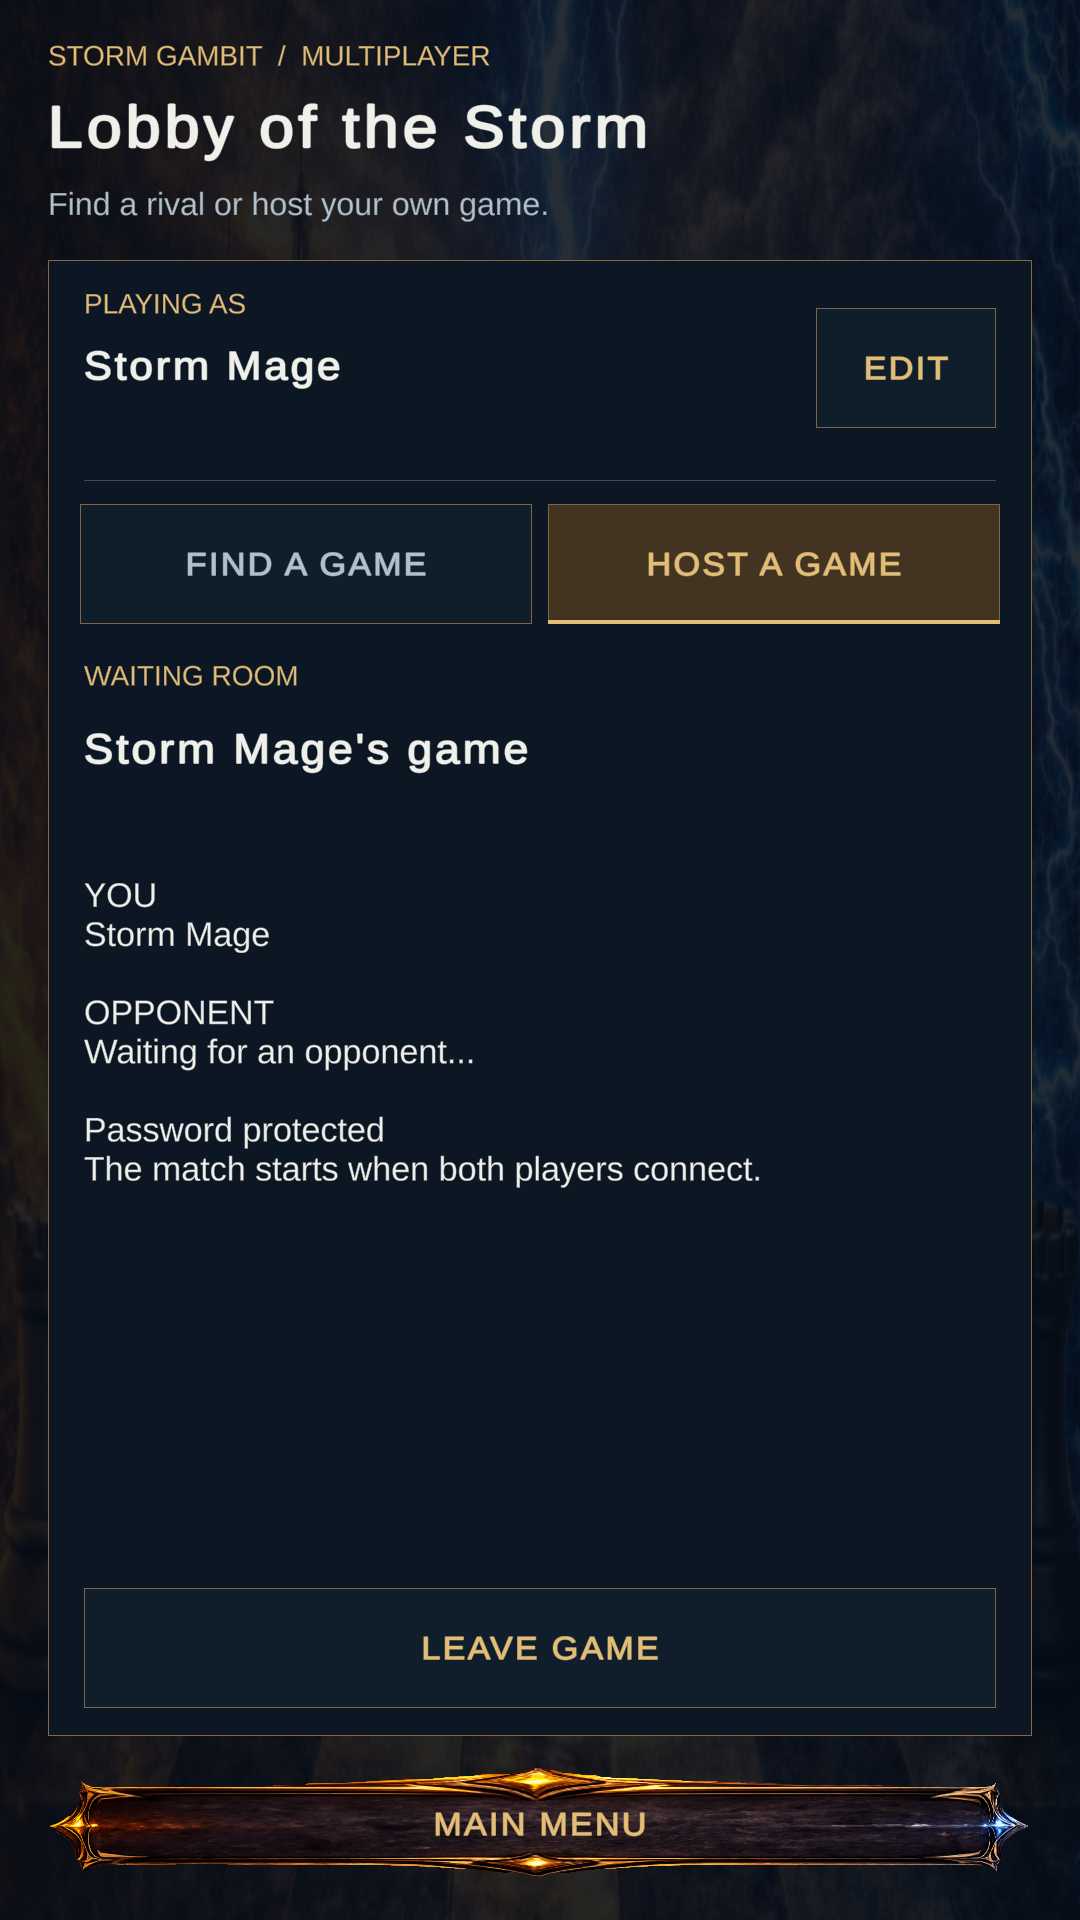 STORM GAMBIT / MULTIPLAYER
Lobby of the Storm
Find a rival or host your own game.
PLAYING AS
Storm Mage
EDIT
FIND A GAME
HOST A GAME
WAITING ROOM
Storm Mage's game
YOU
Storm Mage
OPPONENT
Waiting for an opponent...
Password protected
The match starts when both players connect.
LEAVE GAME
MAIN MENU